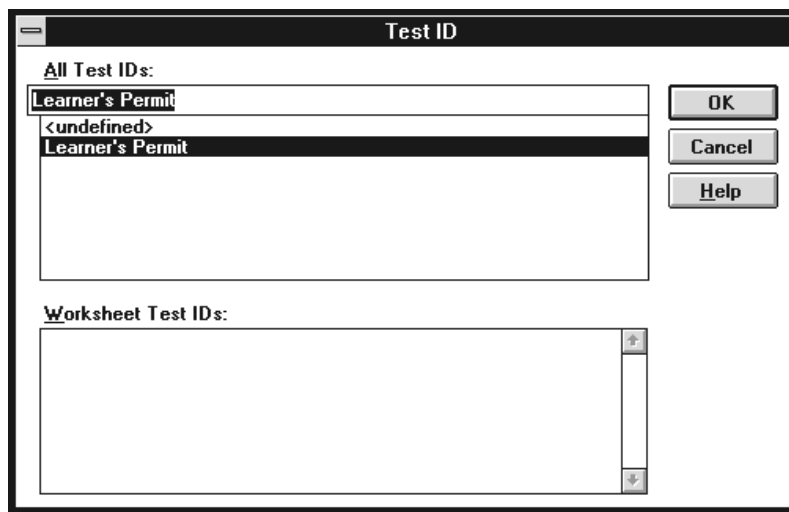 Test ID
All Test IDs:
Learner's Permit
<undefined>
Learner's Permit
OK
Cancel
Help
Worksheet Test IDs: